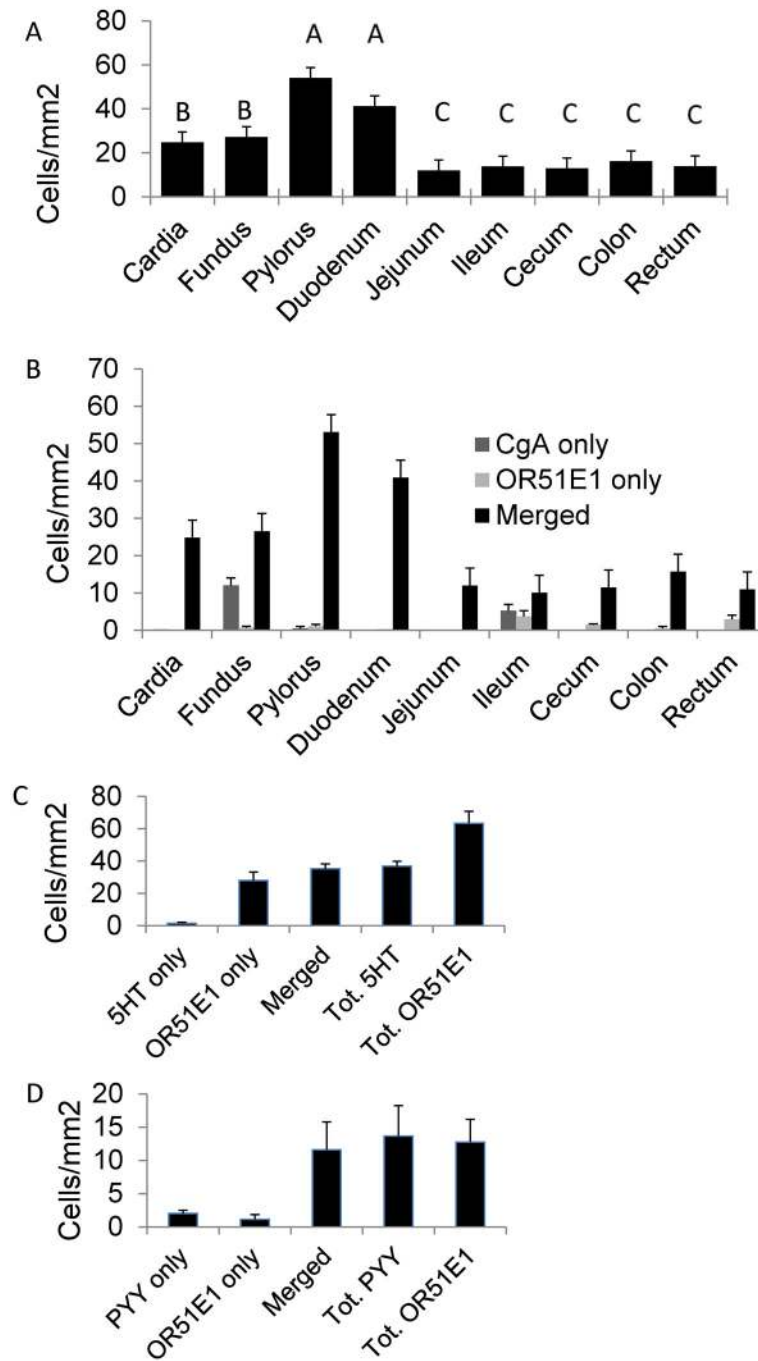 A
Cells/mm2
80
60
40
20
0
B
B
A
A
C
C
C
C
C
Cardia
Fundus
Pylorus
Duodenum
Jejunum
Ileum
Cecum
Colon
Rectum
B
Cells/mm2
70
60
50
40
30
20
10
0
CgA only
OR51E1 only
Merged
Cardia
Fundus
Pylorus
Duodenum
Jejunum
Ileum
Cecum
Colon
Rectum
C
Cells/mm2
80
60
40
20
0
5HT only
OR51E1 only
Merged
Tot. 5HT
Tot. OR51E1
D
Cells/mm2
20
15
10
5
0
PYY only
OR51E1 only
Merged
Tot. PYY
Tot. OR51E1